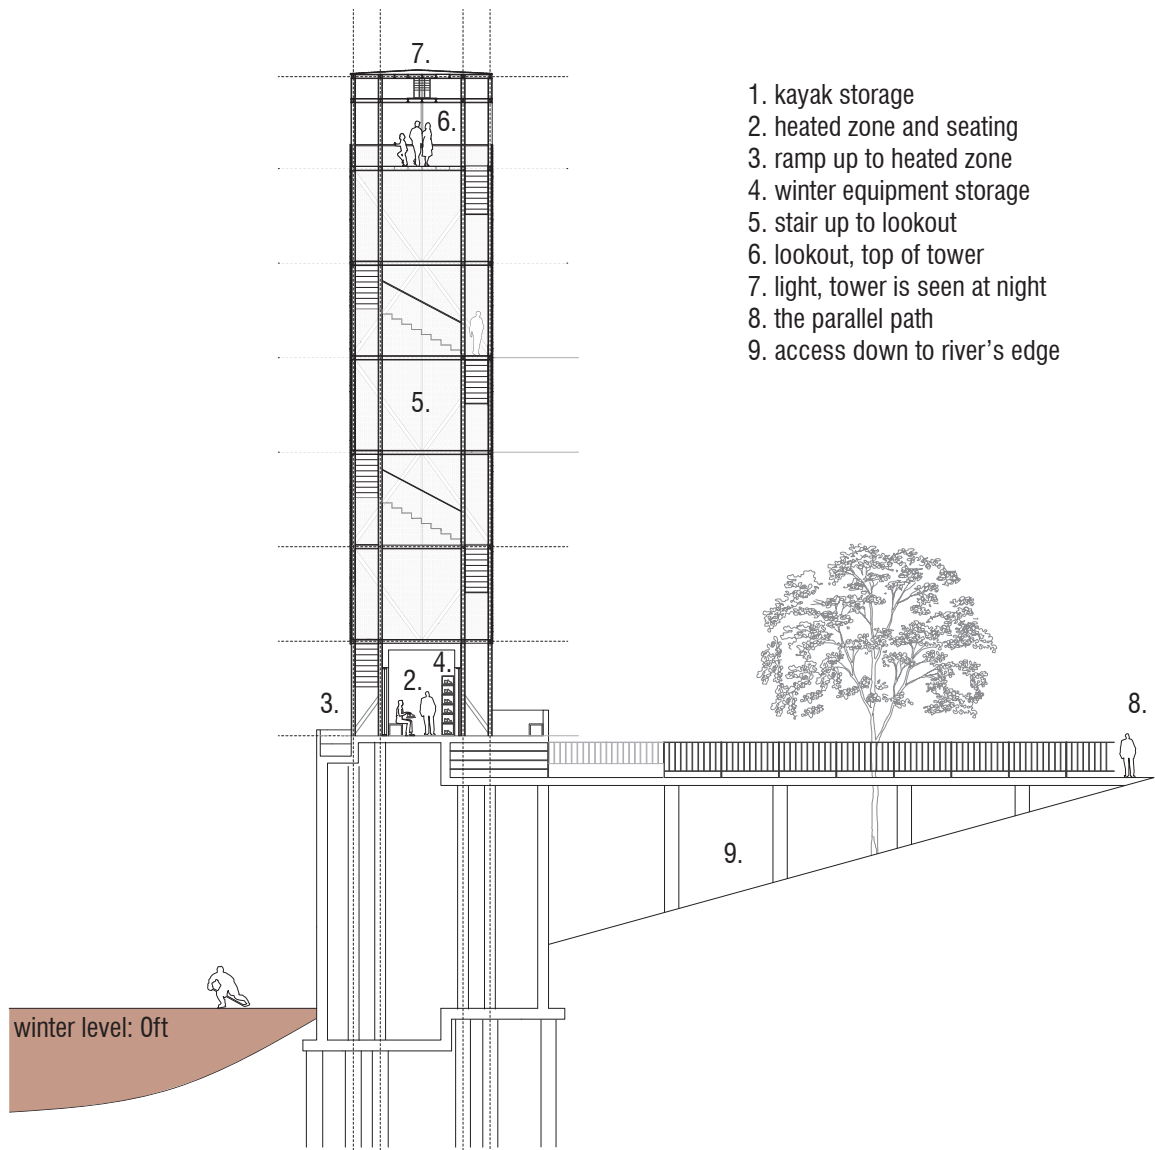 7.
6.
1. kayak storage
2. heated zone and seating
3. ramp up to heated zone
4. winter equipment storage
5. stair up to lookout
6. lookout, top of tower
7. light, tower is seen at night
8. the parallel path
9. access down to river’s edge
5.
4.
2.
3.
8.
9.
winter level: 0ft